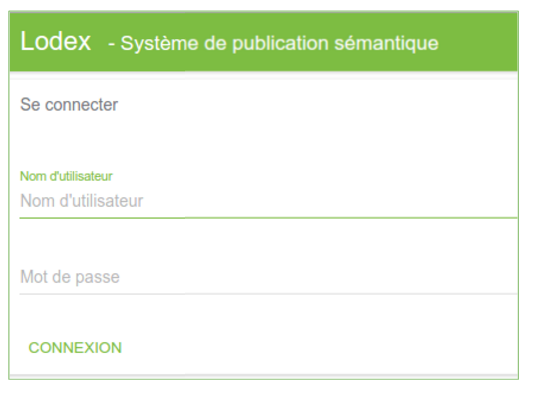 Lodex - Système de publication sémantique
Se connecter
Nom d'utilisateur
Nom d'utilisateur
Mot de passe
CONNEXION